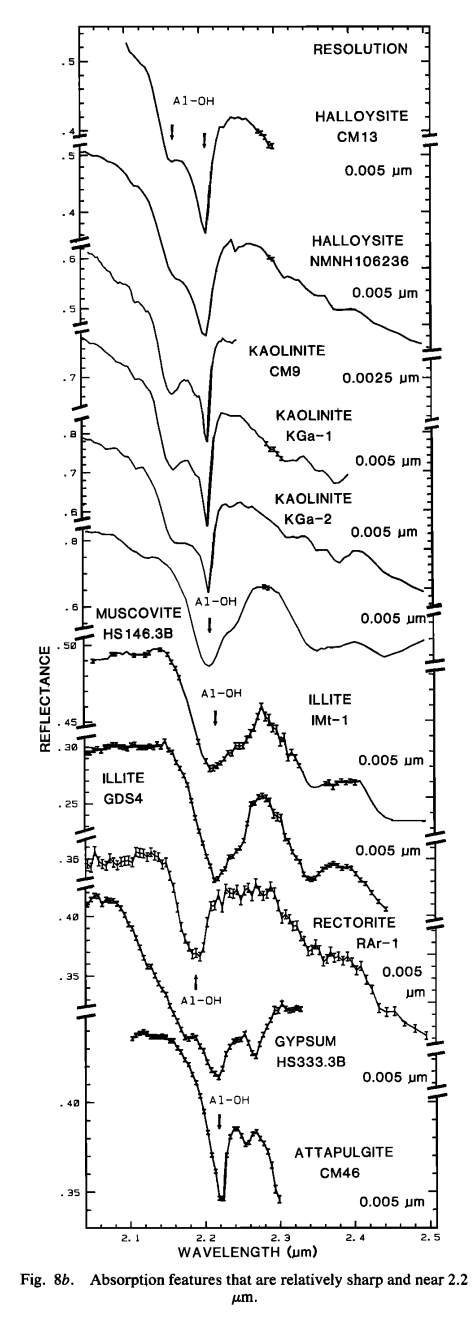 RESOLUTION
.5
Al-OH
HALLOYSITE
CM13
.4
0.005 μm
.5
.4
HALLOYSITE
NMNH106236
.6
0.005 μm
.5
KAOLINITE
CM9
0.0025 μm
.7
KAOLINITE
KGa-1
.8
0.005 μm
.7
KAOLINITE
KGa-2
.6
0.005 μm
.8
Al-OH
.6
MUSCOVITE
HS146.3B
0.005 μm
.50
Al-OH
ILLITE
IMt-1
.45
REFLECTANCE
.30
0.005 μm
ILLITE
GDS4
.25
0.005 μm
.36
.40
RECTORITE
RAr-1
.35
0.005
μm
Al-OH
GYPSUM
HS333.3B
0.005 μm
.40
Al-OH
ATTAPULGITE
CM46
.35
0.005 μm
2.1 2.2 2.3 2.4 2.5
WAVELENGTH (μm)
Fig. 8b. Absorption features that are relatively sharp and near 2.2
μm.